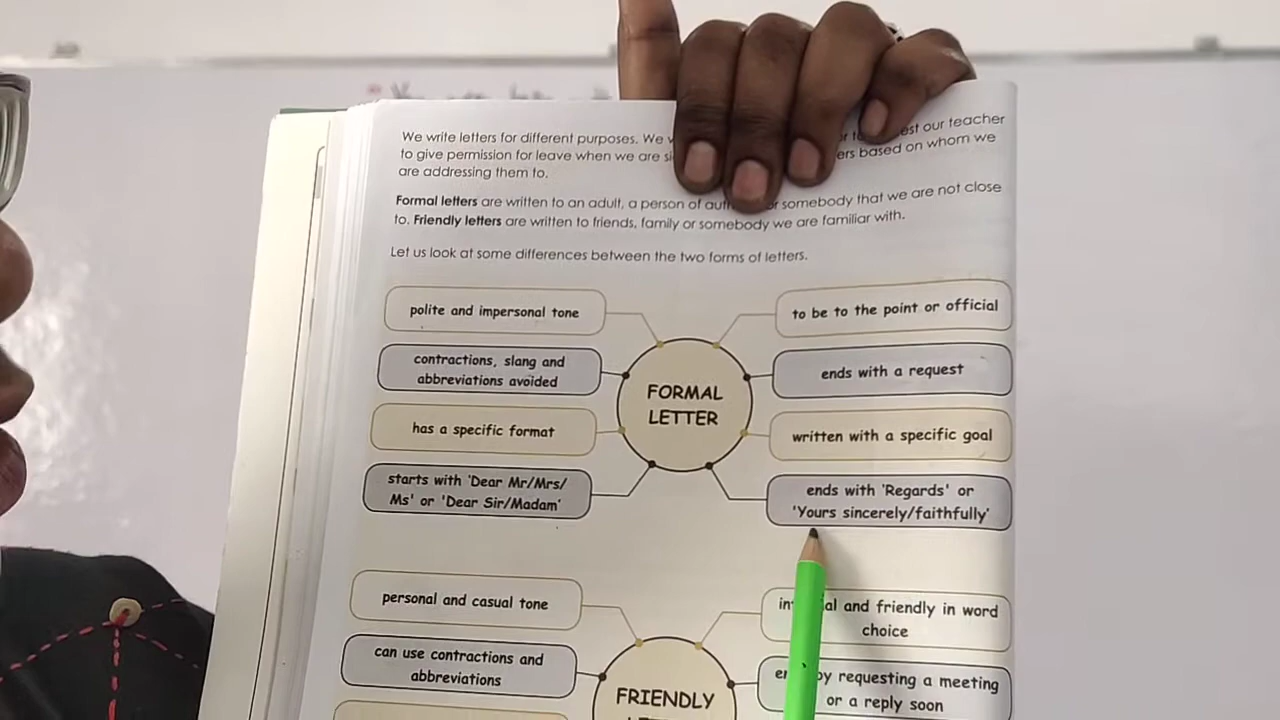 We write letters for different purposes. We
est our teacher
to give permission for leave when we are
based on whom we
are addressing them to.
Formal letters are written to an adult, a person of
somebody that we are not close
to. Friendly letters are written to friends, family or somebody we are familiar with.
Let us look at some differences between the two forms of letters.
polite and impersonal tone
to be to the point or official
contractions, slang and
abbreviations avoided
ends with a request
FORMAL
LETTER
has a specific format
written with a specific goal
starts with 'Dear Mr/Mrs/
Ms' or 'Dear Sir/Madam'
ends with 'Regards' or
'Yours sincerely/faithfully'
personal and casual tone
and friendly in word
choice
can use contractions and
abbreviations
by requesting a meeting
or a reply soon
FRIENDLY